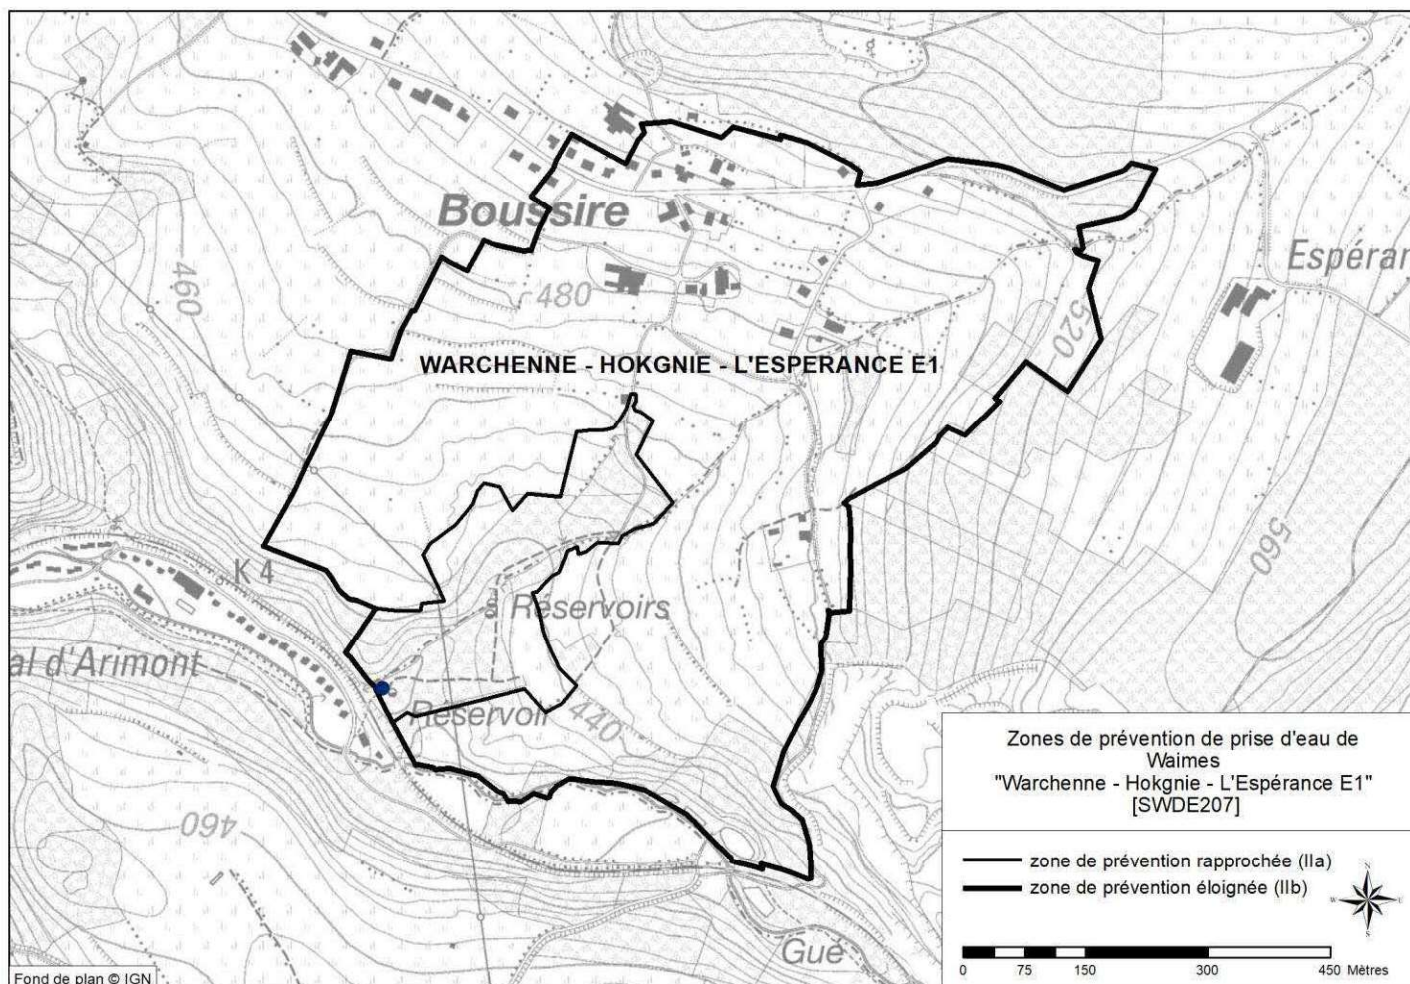 Boussire
Espérar
460
480
520
WARCHENNE - HOKGNIE - L'ESPERANCE E1
560
K 4
Réservoirs
al d'Arimont
Réservoir
440
460
Gué
Zones de prévention de prise d'eau de
Waimes
"Warchenne - Hokgnie - L'Espérance E1"
[SWDE207]
zone de prévention rapprochée (IIa)
zone de prévention éloignée (IIb)
N
W E
S
0 75 150 300 450 Mètres
Fond de plan © IGN